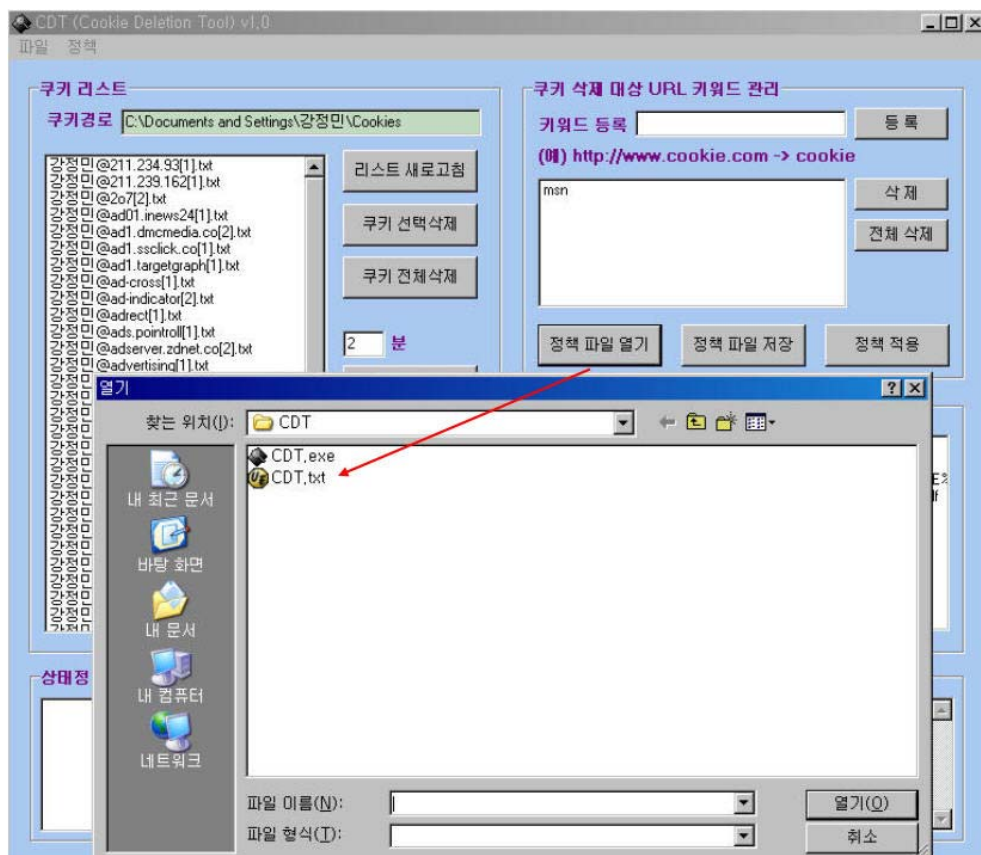 CDT (Cookie Deletion Tool) v1.0
파일 정책
쿠키 리스트
쿠키경로 C:\Documents and Settings\강정민\Cookies
강정민@211.234.93[1].txt
강정민@211.239.162[1].txt
강정민@2o7[2].txt
강정민@ad01.inews24[1].txt
강정민@ad1.dmcmedia.co[2].txt
강정민@ad1.ssclick.co[1].txt
강정민@ad1.targetgraph[1].txt
강정민@ad-cross[1].txt
강정민@ad-indicator[2].txt
강정민@adrect[1].txt
강정민@ads.pointroll[1].txt
강정민@adserver.zdnet.co[2].txt
강정민@advertising[1].txt
리스트 새로고침
쿠키 선택삭제
쿠키 전체삭제
2 분
쿠키 삭제 대상 URL 키워드 관리
키워드 등록
등 록
(예) http://www.cookie.com -> cookie
msn
삭 제
전체 삭제
정책 파일 열기
정책 파일 저장
정책 적용
열기
찾는 위치(I):
CDT
CDT.exe
CDT.txt
내 최근 문서
바탕 화면
내 문서
내 컴퓨터
네트워크
파일 이름(N):
열기(O)
파일 형식(T):
취소
상태정